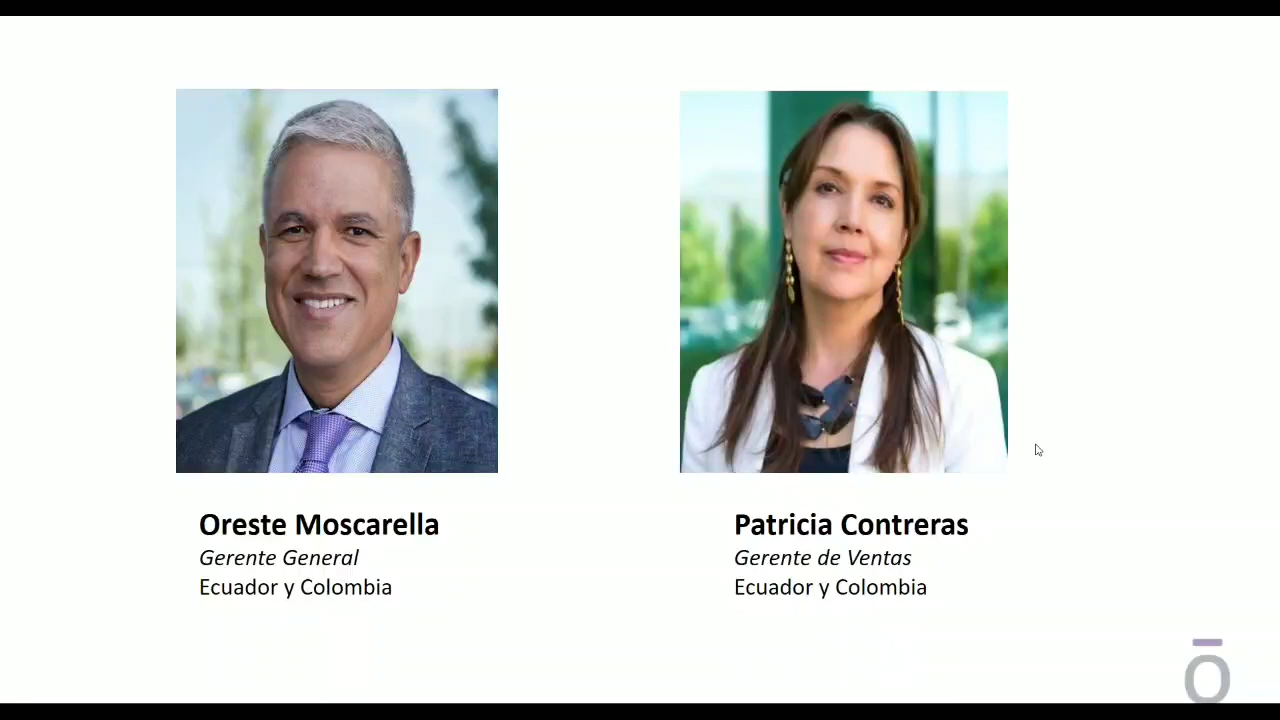 Oreste Moscarella
Gerente General
Ecuador y Colombia
Patricia Contreras
Gerente de Ventas
Ecuador y Colombia
ō